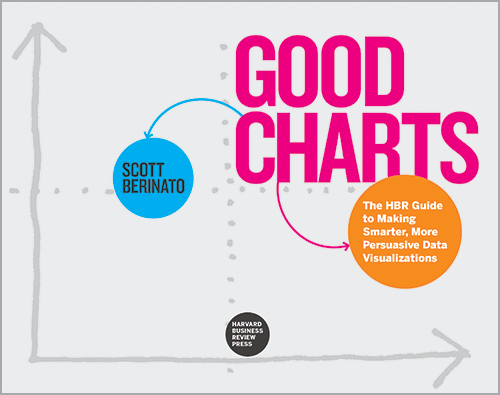 GOOD
CHARTS
SCOTT
BERINATO
The HBR Guide
to Making
Smarter, More
Persuasive Data
Visualizations
HARVARD
BUSINESS
REVIEW
PRESS